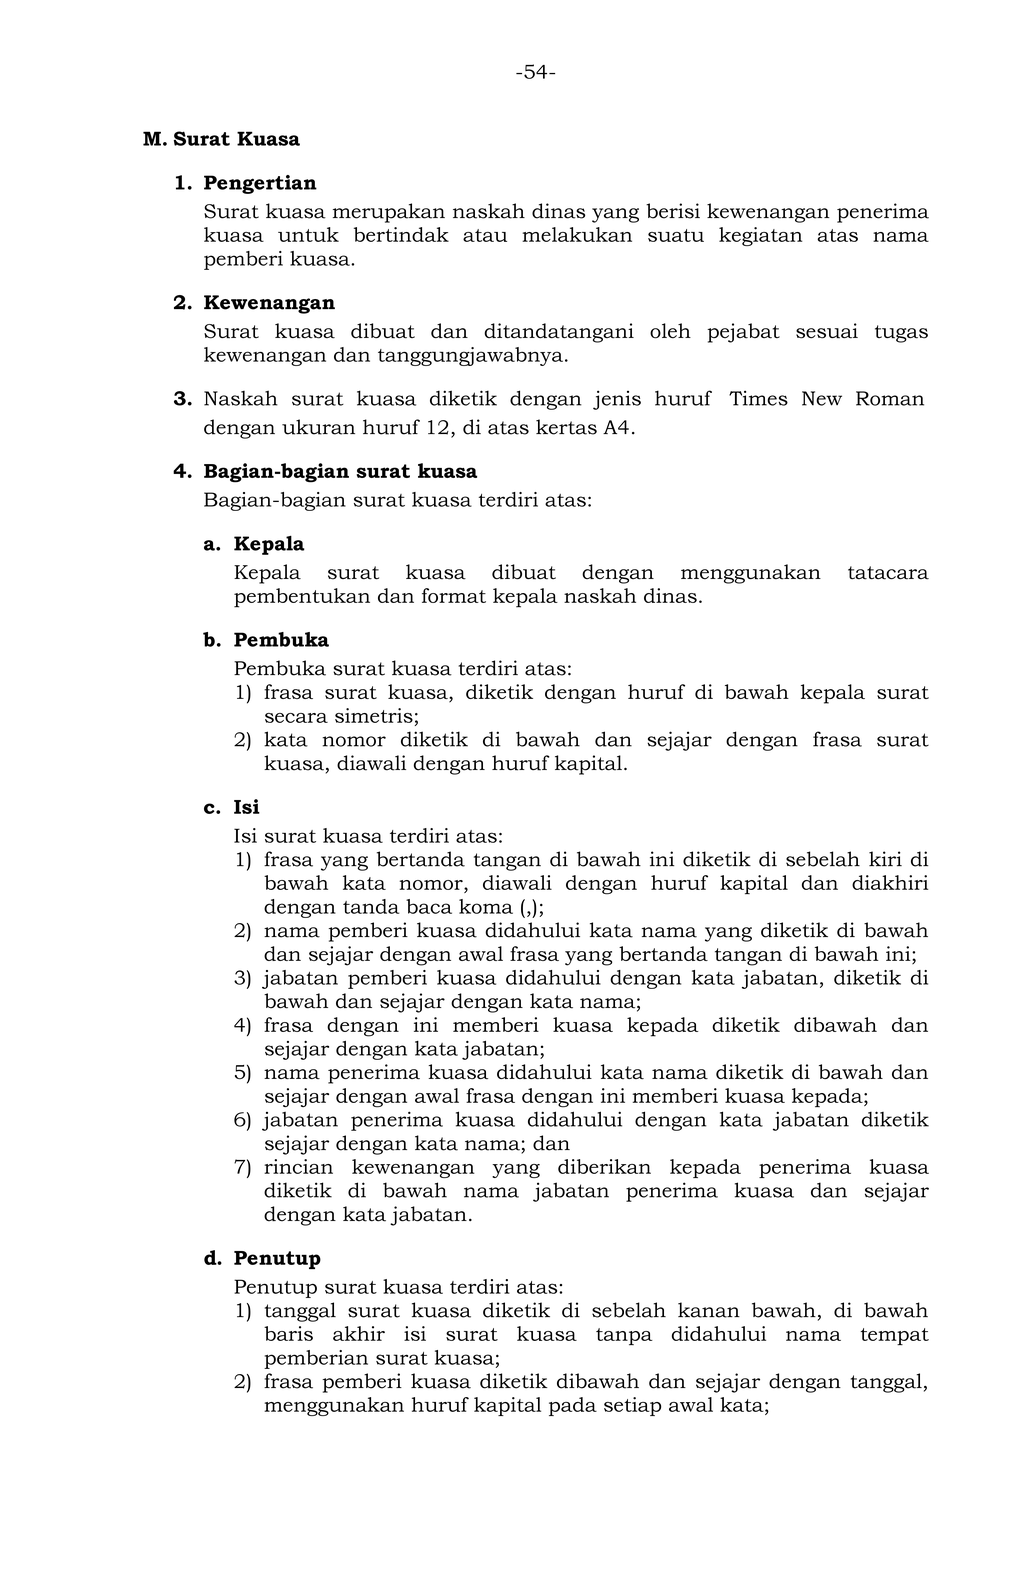 -54-
M. Surat Kuasa
1. Pengertian
Surat kuasa merupakan naskah dinas yang berisi kewenangan penerima
kuasa untuk bertindak atau melakukan suatu kegiatan atas nama
pemberi kuasa.
2. Kewenangan
Surat kuasa dibuat dan ditandatangani oleh pejabat sesuai tugas
kewenangan dan tanggungjawabnya.
3. Naskah surat kuasa diketik dengan jenis huruf Times New Roman
dengan ukuran huruf 12, di atas kertas A4.
4. Bagian-bagian surat kuasa
Bagian-bagian surat kuasa terdiri atas:
a. Kepala
Kepala surat kuasa dibuat dengan menggunakan tatacara
pembentukan dan format kepala naskah dinas.
b. Pembuka
Pembuka surat kuasa terdiri atas:
1) frasa surat kuasa, diketik dengan huruf di bawah kepala surat
secara simetris;
2) kata nomor diketik di bawah dan sejajar dengan frasa surat
kuasa, diawali dengan huruf kapital.
c. Isi
Isi surat kuasa terdiri atas:
1) frasa yang bertanda tangan di bawah ini diketik di sebelah kiri di
bawah kata nomor, diawali dengan huruf kapital dan diakhiri
dengan tanda baca koma (,);
2) nama pemberi kuasa didahului kata nama yang diketik di bawah
dan sejajar dengan awal frasa yang bertanda tangan di bawah ini;
3) jabatan pemberi kuasa didahului dengan kata jabatan, diketik di
bawah dan sejajar dengan kata nama;
4) frasa dengan ini memberi kuasa kepada diketik dibawah dan
sejajar dengan kata jabatan;
5) nama penerima kuasa didahului kata nama diketik di bawah dan
sejajar dengan awal frasa dengan ini memberi kuasa kepada;
6) jabatan penerima kuasa didahului dengan kata jabatan diketik
sejajar dengan kata nama; dan
7) rincian kewenangan yang diberikan kepada penerima kuasa
diketik di bawah nama jabatan penerima kuasa dan sejajar
dengan kata jabatan.
d. Penutup
Penutup surat kuasa terdiri atas:
1) tanggal surat kuasa diketik di sebelah kanan bawah, di bawah
baris akhir isi surat kuasa tanpa didahului nama tempat
pemberian surat kuasa;
2) frasa pemberi kuasa diketik dibawah dan sejajar dengan tanggal,
menggunakan huruf kapital pada setiap awal kata;